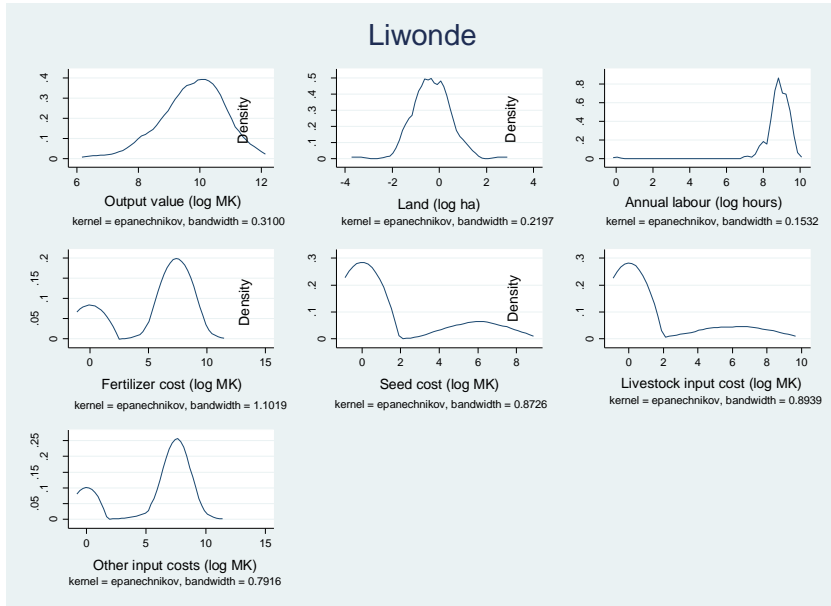 Liwonde
0 .1 .2 .3 .4
Density
6 8 10 12
Output value (log MK)
kernel = epanechnikov, bandwidth = 0.3100
0 .1 .2 .3 .4 .5
Density
-4 -2 0 2 4
Land (log ha)
kernel = epanechnikov, bandwidth = 0.2197
0 .2 .4 .6 .8
0 2 4 6 8 10
Annual labour (log hours)
kernel = epanechnikov, bandwidth = 0.1532
0 .05 .1 .15 .2
Density
0 5 10 15
Fertilizer cost (log MK)
kernel = epanechnikov, bandwidth = 1.1019
0 .1 .2 .3
Density
0 2 4 6 8
Seed cost (log MK)
kernel = epanechnikov, bandwidth = 0.8726
0 .1 .2 .3
0 2 4 6 8 10
Livestock input cost (log MK)
kernel = epanechnikov, bandwidth = 0.8939
0 .05 .1 .15 .2 .25
0 5 10 15
Other input costs (log MK)
kernel = epanechnikov, bandwidth = 0.7916